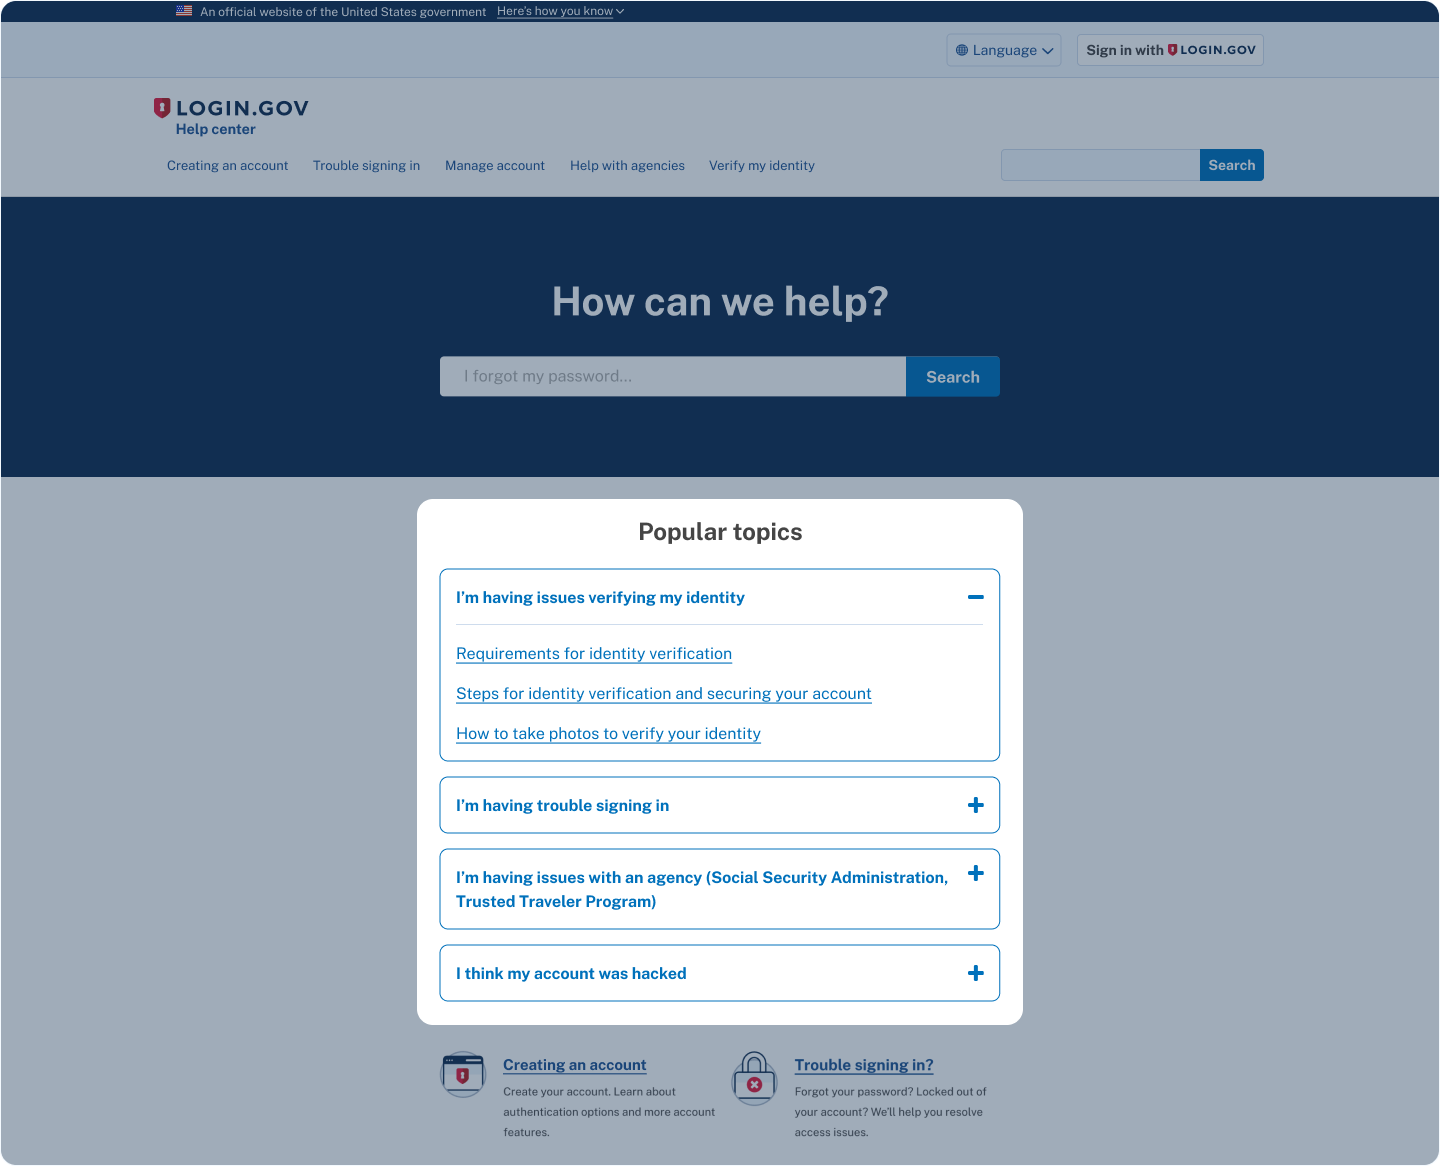 An official website of the United States government Here's how you know
Language Sign in with LOGIN.GOV
LOGIN.GOV
Help center
Creating an account Trouble signing in Manage account Help with agencies Verify my identity Search
How can we help?
I forgot my password... Search
Popular topics
I’m having issues verifying my identity
Requirements for identity verification
Steps for identity verification and securing your account
How to take photos to verify your identity
I’m having trouble signing in
I’m having issues with an agency (Social Security Administration,
Trusted Traveler Program)
I think my account was hacked
Creating an account
Create your account. Learn about
authentication options and more account
features.
Trouble signing in?
Forgot your password? Locked out of
your account? We’ll help you resolve
access issues.